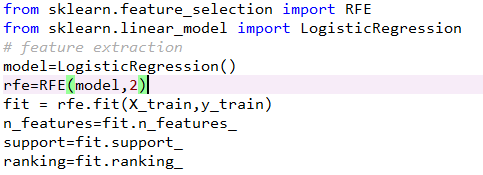 from sklearn.feature_selection import RFE
from sklearn.linear_model import LogisticRegression
# feature extraction
model=LogisticRegression()
rfe=RFE(model,2)
fit = rfe.fit(X_train,y_train)
n_features=fit.n_features_
support=fit.support_
ranking=fit.ranking_